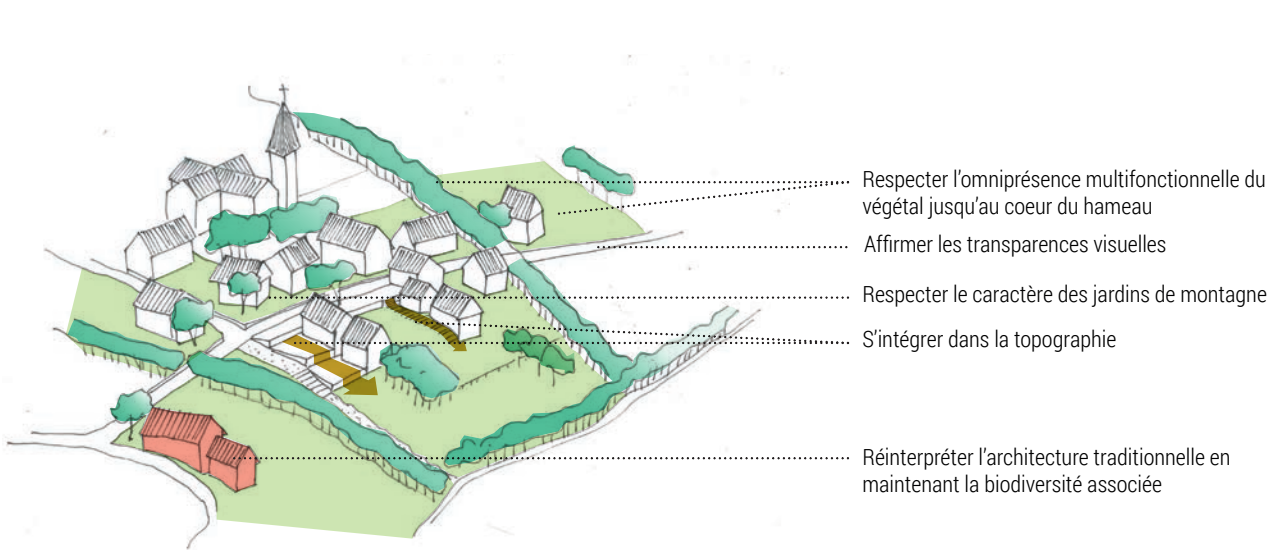 Respecter l'omniprésence multifonctionnelle du
végétal jusqu'au coeur du hameau
Affirmer les transparences visuelles
Respecter le caractère des jardins de montagne
S'intégrer dans la topographie
Réinterpréter l'architecture traditionnelle en
maintenant la biodiversité associée